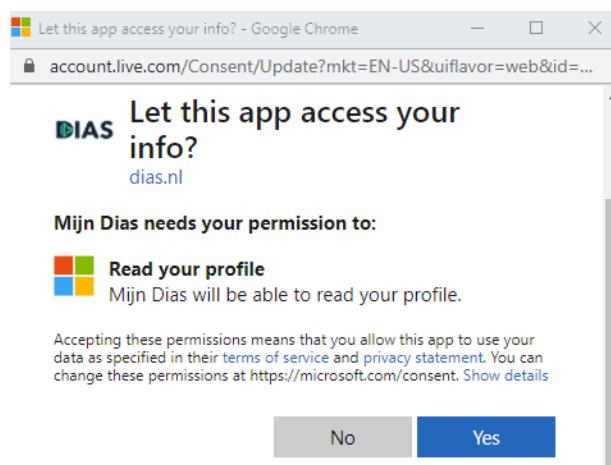 Let this app access your info? - Google Chrome
account.live.com/Consent/Update?mkt=EN-US&uiflavor=web&id=...
DIAS
Let this app access your
info?
dias.nl
Mijn Dias needs your permission to:
Read your profile
Mijn Dias will be able to read your profile.
Accepting these permissions means that you allow this app to use your
data as specified in their terms of service and privacy statement. You can
change these permissions at https://microsoft.com/consent. Show details
No
Yes